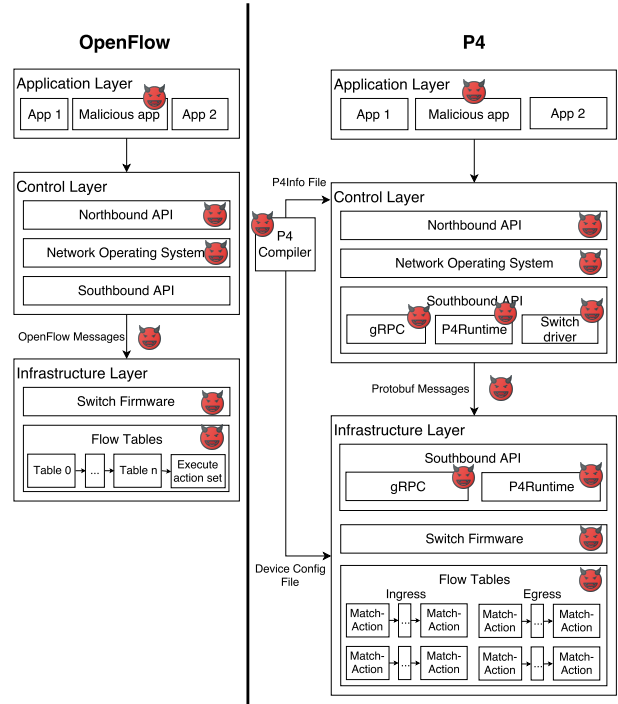 OpenFlow
Application Layer
App 1
Malicious app
App 2
Control Layer
Northbound API
Network Operating System
Southbound API
OpenFlow Messages
Infrastructure Layer
Switch Firmware
Flow Tables
Table 0
...
Table n
Execute
action set
P4
Application Layer
App 1
Malicious app
App 2
P4Info File
P4
Compiler
Device Config
File
Control Layer
Northbound API
Network Operating System
Southbound API
gRPC
P4Runtime
Switch
driver
Protobuf Messages
Infrastructure Layer
Southbound API
gRPC
P4Runtime
Switch Firmware
Flow Tables
Ingress
Egress
Match-
Action
...
Match-
Action
Match-
Action
...
Match-
Action
Match-
Action
...
Match-
Action
Match-
Action
...
Match-
Action